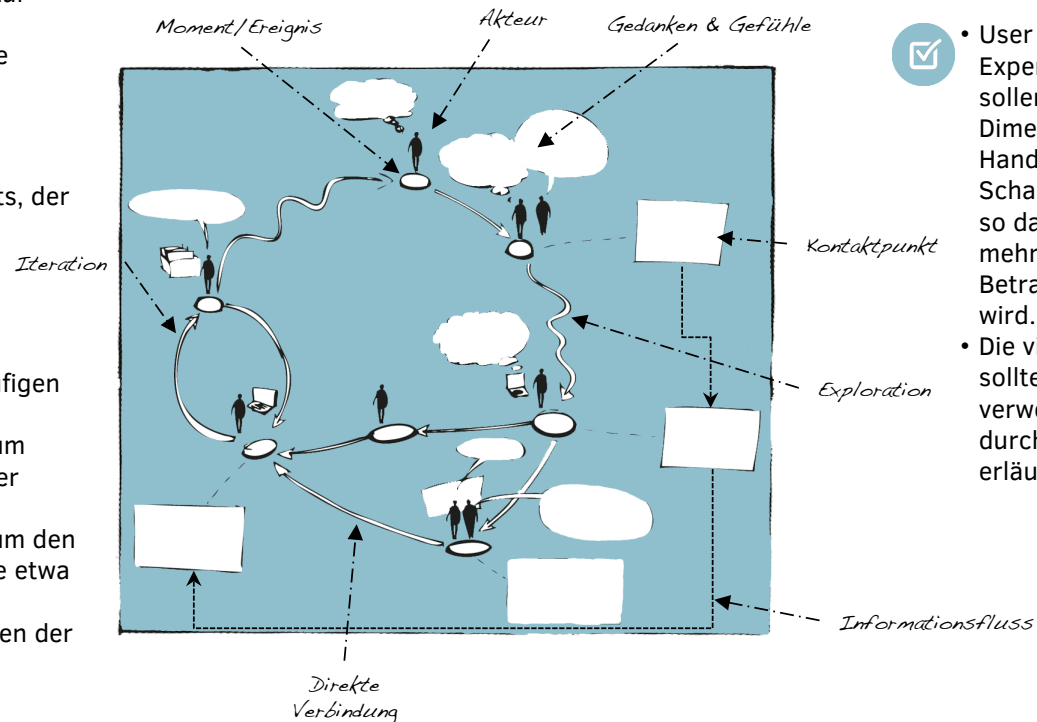 e
ts, der
figen
um
er
um den
e etwa
en der
Moment/Ereignis
Akteur
Gedanken & Gefühle
Iteration
Kontaktpunkt
Exploration
Informationsfluss
Direkte
Verbindung
• User
Exper
soller
Dime
Hand
Scha
so da
mehr
Betra
wird.
• Die vi
sollte
verwe
durch
erläu